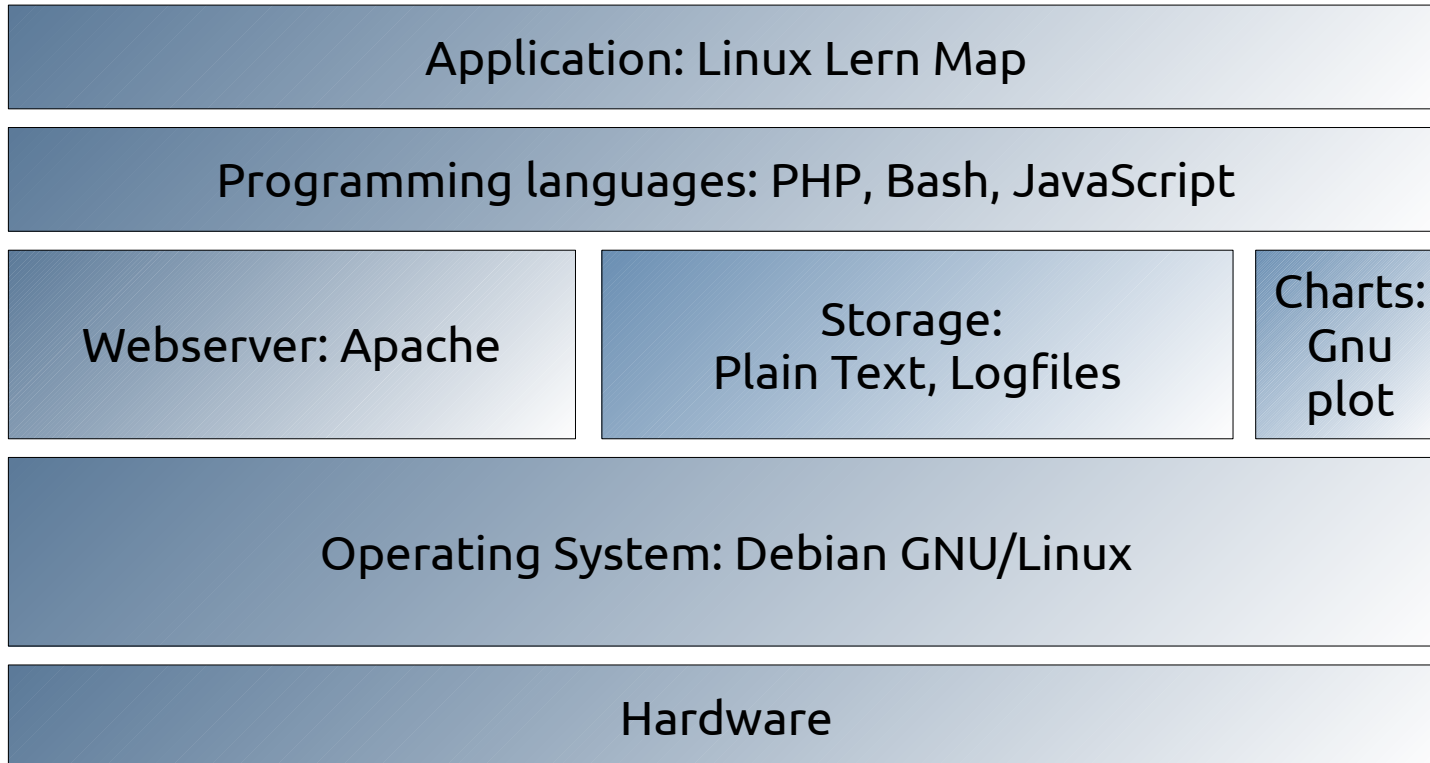 Application: Linux Lern Map
Programming languages: PHP, Bash, JavaScript
Webserver: Apache
Storage:
Plain Text, Logfiles
Charts:
Gnu
plot
Operating System: Debian GNU/Linux
Hardware